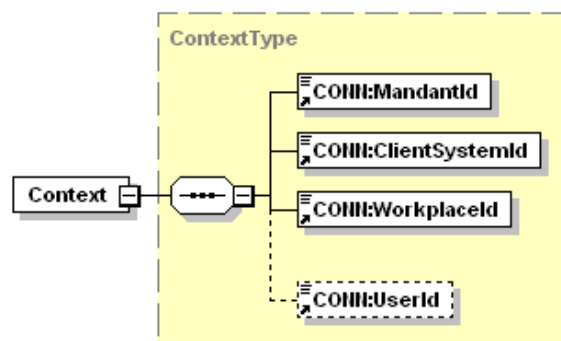 ContextType
CONN:MandantId
CONN:ClientSystemId
Context
CONN:WorkplaceId
CONN:UserId